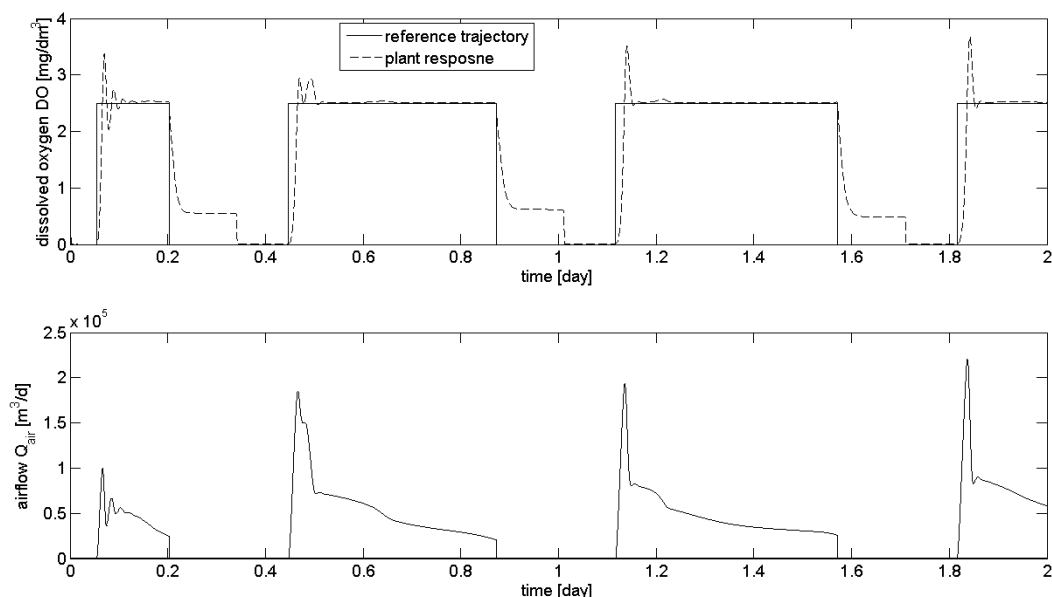 4
3
2
1
0
dissolved oxygen DO [mg/dm³]
reference trajectory
plant resposne
0 0.2 0.4 0.6 0.8 1 1.2 1.4 1.6 1.8 2
time [day]
x 10⁵
2.5
2
1.5
1
0.5
0
airflow Q_air [m³/d]
0 0.2 0.4 0.6 0.8 1 1.2 1.4 1.6 1.8 2
time [day]